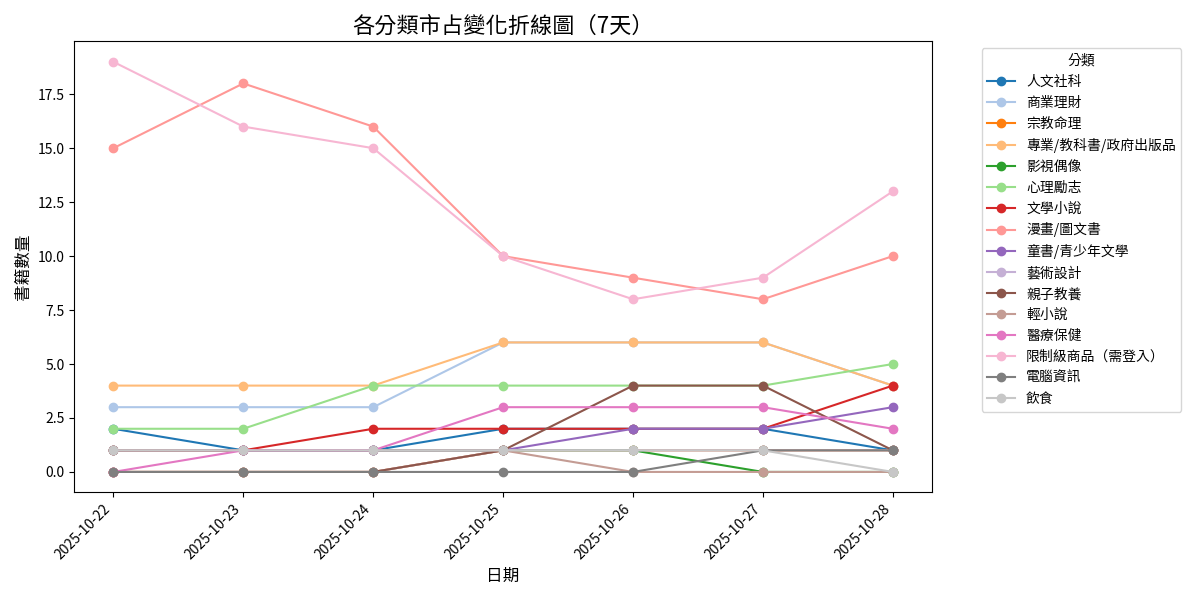 各分類市占變化折線圖（7天）
書籍數量
17.5
15.0
12.5
10.0
7.5
5.0
2.5
0.0
2025-10-22
2025-10-23
2025-10-24
2025-10-25
2025-10-26
2025-10-27
2025-10-28
日期
分類
人文社科
商業理財
宗教命理
專業/教科書/政府出版品
影視偶像
心理勵志
文學小說
漫畫/圖文書
童書/青少年文學
藝術設計
親子教養
輕小說
醫療保健
限制級商品（需登入）
電腦資訊
飲食